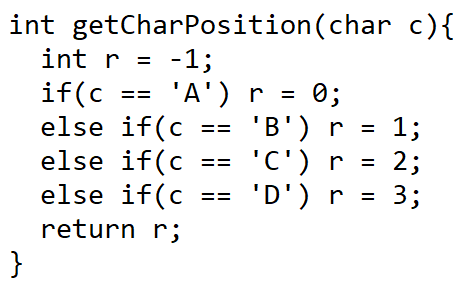 int getCharPosition(char c){
  int r = -1;
  if(c == 'A') r = 0;
  else if(c == 'B') r = 1;
  else if(c == 'C') r = 2;
  else if(c == 'D') r = 3;
  return r;
}